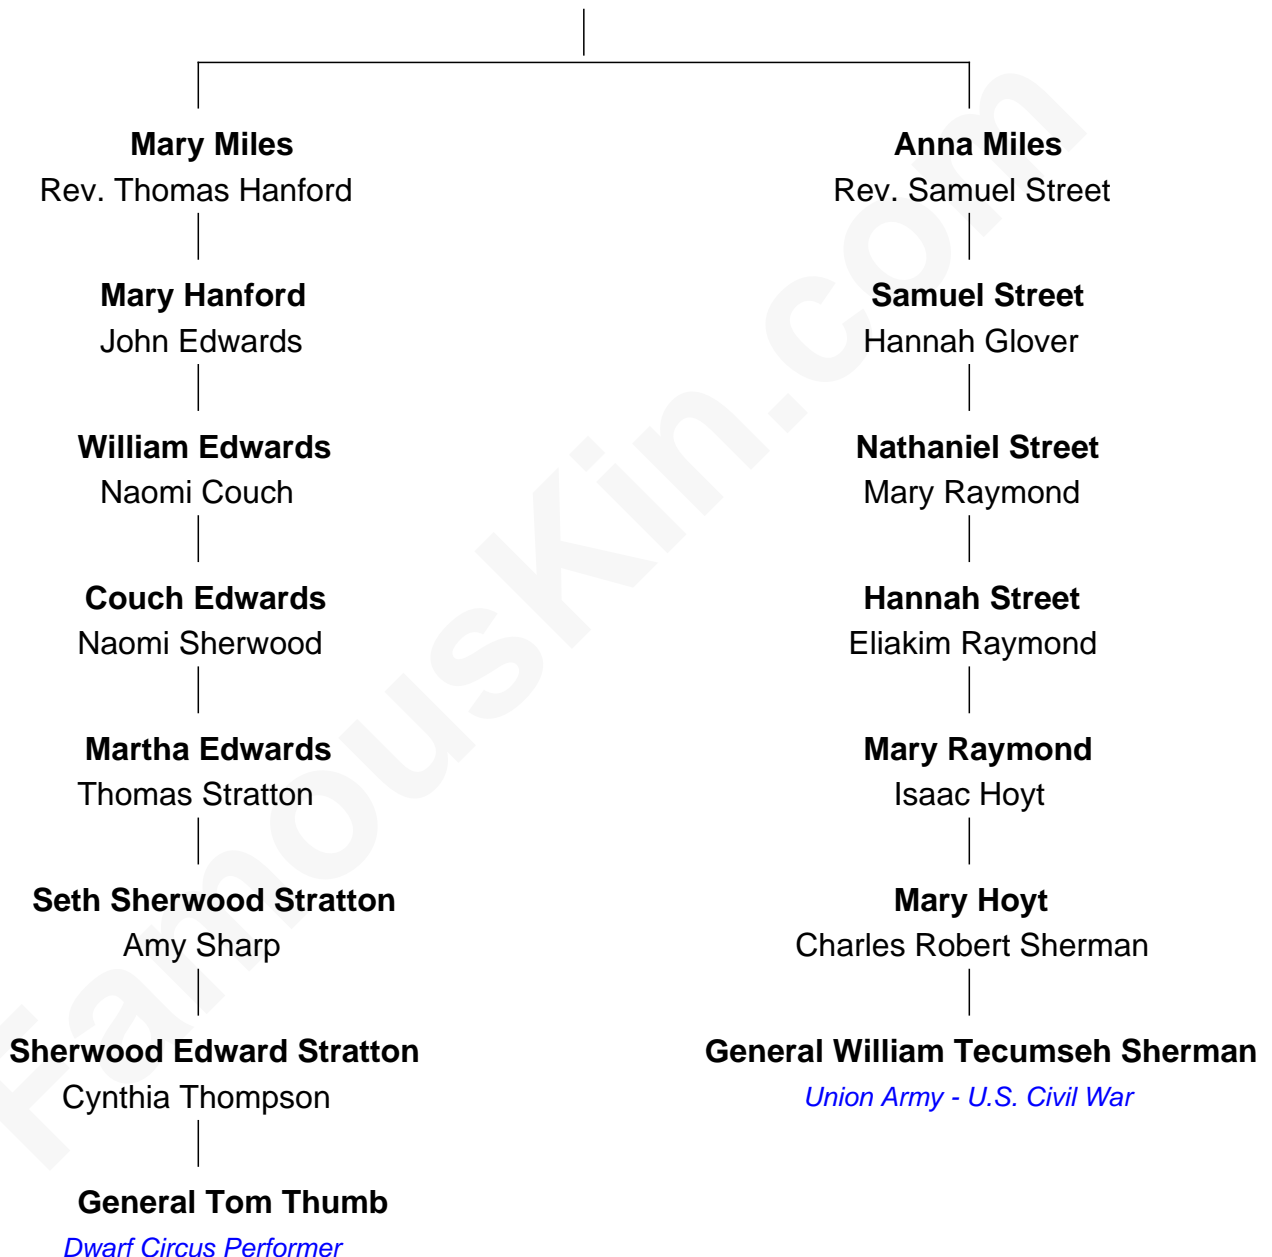 Mary Miles
Rev. Thomas Hanford
Anna Miles
Rev. Samuel Street
Mary Hanford
John Edwards
Samuel Street
Hannah Glover
William Edwards
Naomi Couch
Nathaniel Street
Mary Raymond
Couch Edwards
Naomi Sherwood
Hannah Street
Eliakim Raymond
Martha Edwards
Thomas Stratton
Mary Raymond
Isaac Hoyt
Seth Sherwood Stratton
Amy Sharp
Mary Hoyt
Charles Robert Sherman
Sherwood Edward Stratton
Cynthia Thompson
General William Tecumseh Sherman
Union Army - U.S. Civil War
General Tom Thumb
Dwarf Circus Performer
FamousKin.com